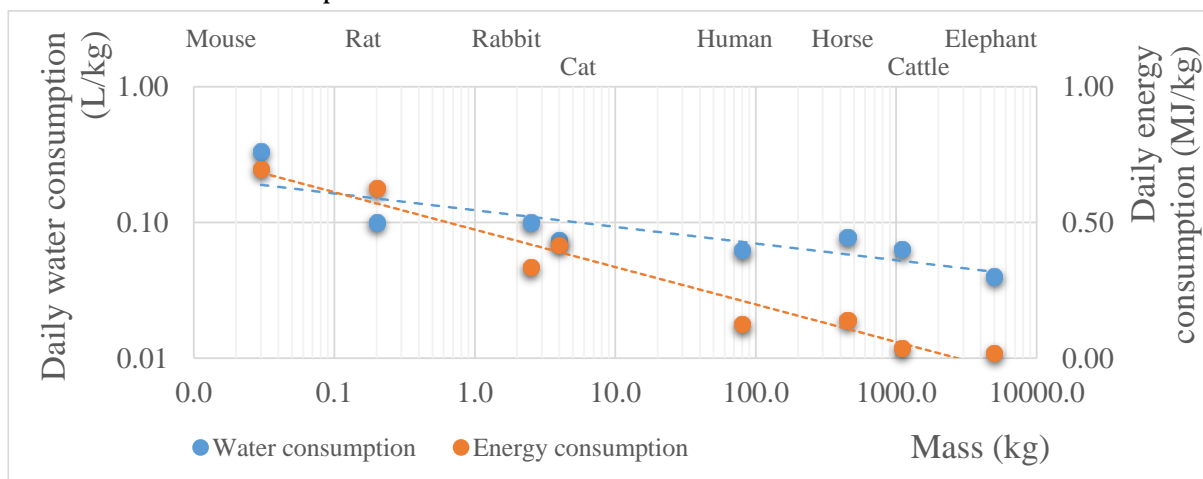 Mouse Rat Rabbit Human Horse Elephant
Cat Cattle
Daily water consumption
(L/kg)
1.00
0.10
0.01
Daily energy
consumption (MJ/kg)
1.00
0.50
0.00
0.0 0.1 1.0 10.0 100.0 1000.0 10000.0
Water consumption Energy consumption
Mass (kg)